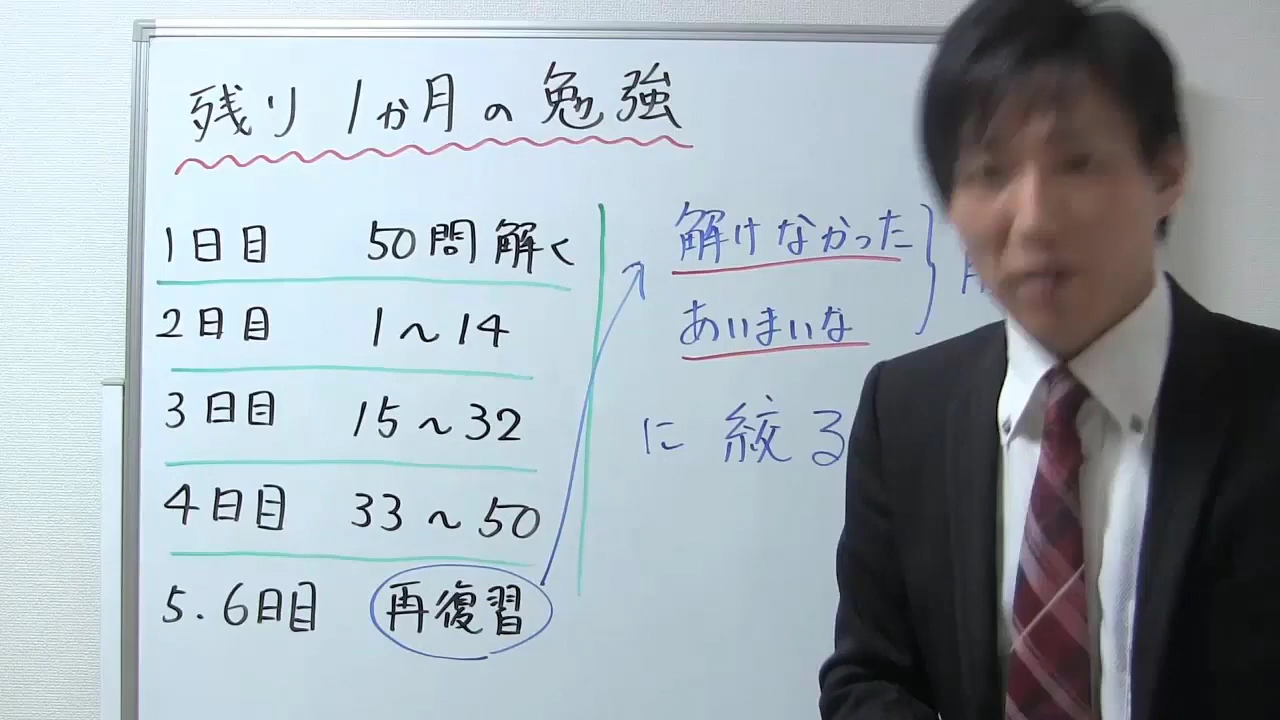 残り1か月の勉強
1日目 50問解く
2日目 1〜14
3日目 15〜32
4日目 33〜50
5.6日目 再復習
解けなかった
あいまいな
に絞る